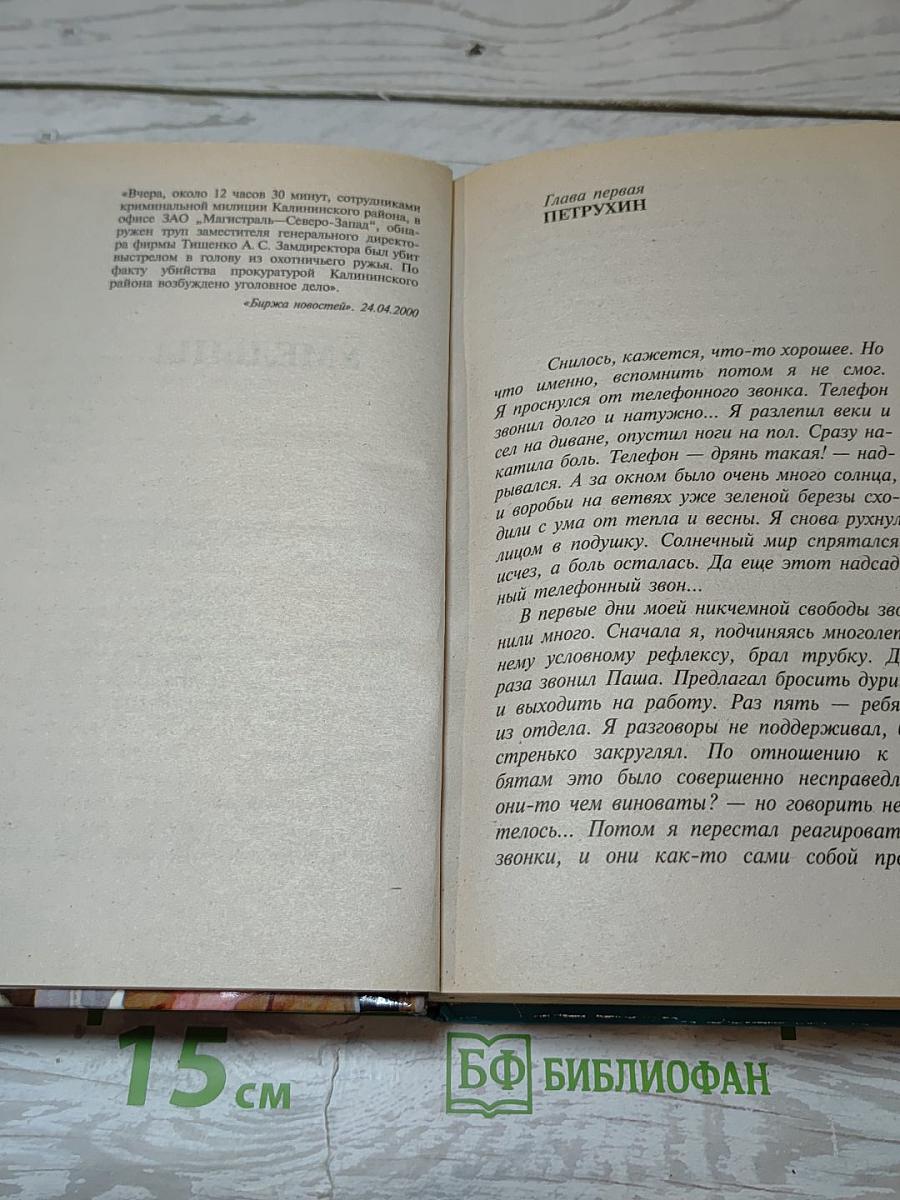 «Вчера, около 12 часов 30 минут, сотрудниками
криминальной милиции Калининского района, в
офисе ЗАО „Магистраль—Северо-Запад“, обна-
ружен труп заместителя генерального директо-
ра фирмы Тищенко А. С. Замдиректора был убит
выстрелом в голову из охотничьего ружья. По
факту убийства прокуратурой Калининского
района возбуждено уголовное дело».
«Биржа новостей». 24.04.2000
Глава первая
ПЕТРУХИН
Снилось, кажется, что-то хорошее. Но
что именно, вспомнить потом я не смог.
Я проснулся от телефонного звонка. Телефон
звонил долго и натужно... Я разлепил веки и
сел на диване, опустил ноги на пол. Сразу на-
катила боль. Телефон — дрянь такая! — над-
рывался. А за окном было очень много солнца,
и воробьи на ветвях уже зеленой березы схо-
дили с ума от тепла и весны. Я снова рухнул
лицом в подушку. Солнечный мир спрятался
исчез, а боль осталась. Да еще этот надсад
ный телефонный звон...
В первые дни моей никчемной свободы зво
нили много. Сначала я, подчиняясь многолет
нему условному рефлексу, брал трубку. Д
раза звонил Паша. Предлагал бросить дури
и выходить на работу. Раз пять — ребя
из отдела. Я разговоры не поддерживал, б
стренько закруглял. По отношению к
бятам это было совершенно несправедл
они-то чем виноваты? — но говорить не
телось... Потом я перестал реагироват
звонки, и они как-то сами собой пре
15 см
БФ БИБЛИОФАН